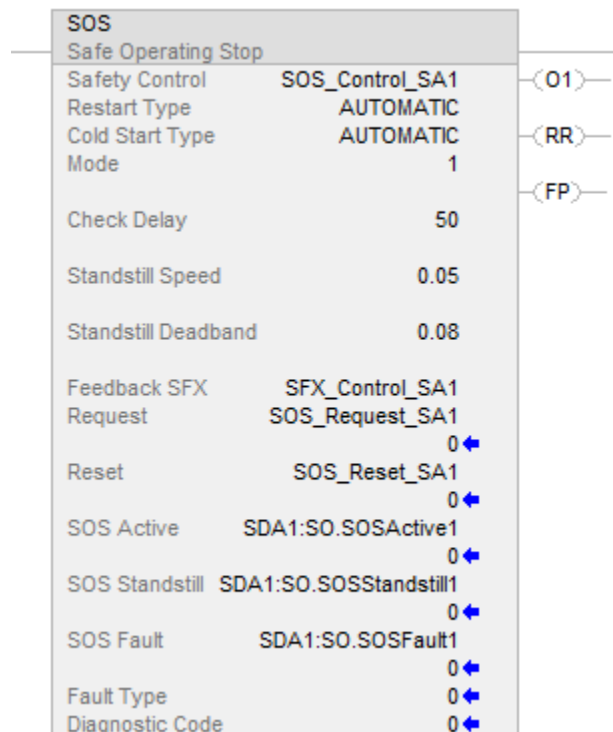 SOS
Safe Operating Stop
Safety Control SOS_Control_SA1
(O1)
Restart Type AUTOMATIC
Cold Start Type AUTOMATIC
(RR)
Mode 1
(FP)
Check Delay 50
Standstill Speed 0.05
Standstill Deadband 0.08
Feedback SFX SFX_Control_SA1
Request SOS_Request_SA1
0
Reset SOS_Reset_SA1
0
SOS Active SDA1:SO.SOSActive1
0
SOS Standstill SDA1:SO.SOSStandstill1
0
SOS Fault SDA1:SO.SOSFault1
0
Fault Type 0
Diagnostic Code 0